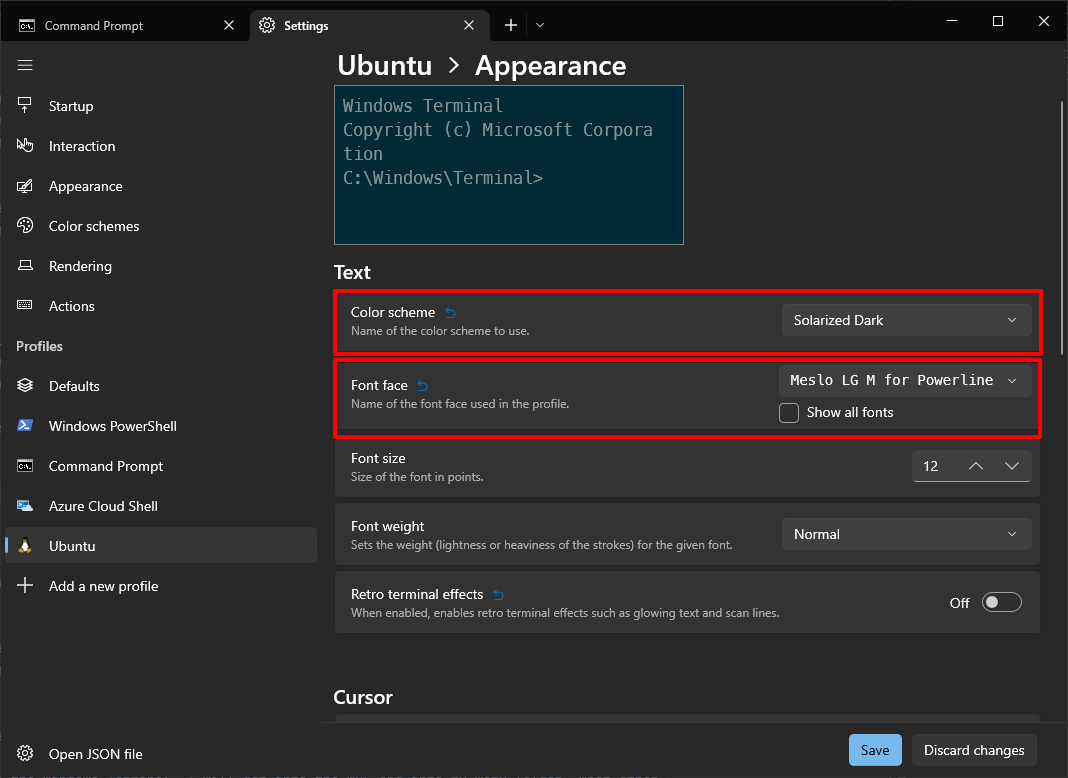 Command Prompt
Settings
Ubuntu > Appearance
Windows Terminal
Copyright (c) Microsoft Corpora
tion
C:\Windows\Terminal>
Startup
Interaction
Appearance
Color schemes
Rendering
Actions
Profiles
Defaults
Windows PowerShell
Command Prompt
Azure Cloud Shell
Ubuntu
Add a new profile
Open JSON file
Text
Color scheme
Name of the color scheme to use.
Solarized Dark
Font face
Name of the font face used in the profile.
Meslo LG M for Powerline
Show all fonts
Font size
Size of the font in points.
12
Font weight
Sets the weight (lightness or heaviness of the strokes) for the given font.
Normal
Retro terminal effects
When enabled, enables retro terminal effects such as glowing text and scan lines.
Off
Cursor
Save
Discard changes